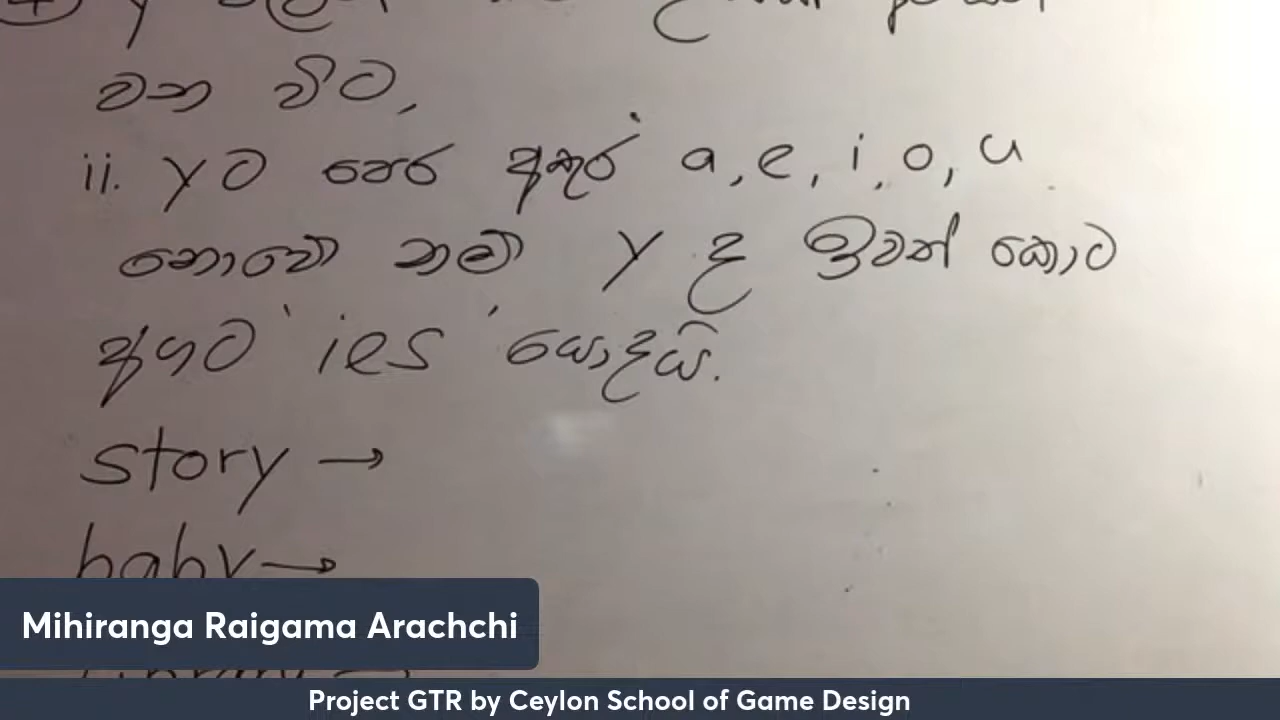 වන විට,
ii. y ට පෙර අකුර a, e, i, o, u
නොවේ නම් y ද ඉවත් කොට
අගට 'ies' යොදයි.
story →
baby →
Mihiranga Raigama Arachchi
Project GTR by Ceylon School of Game Design